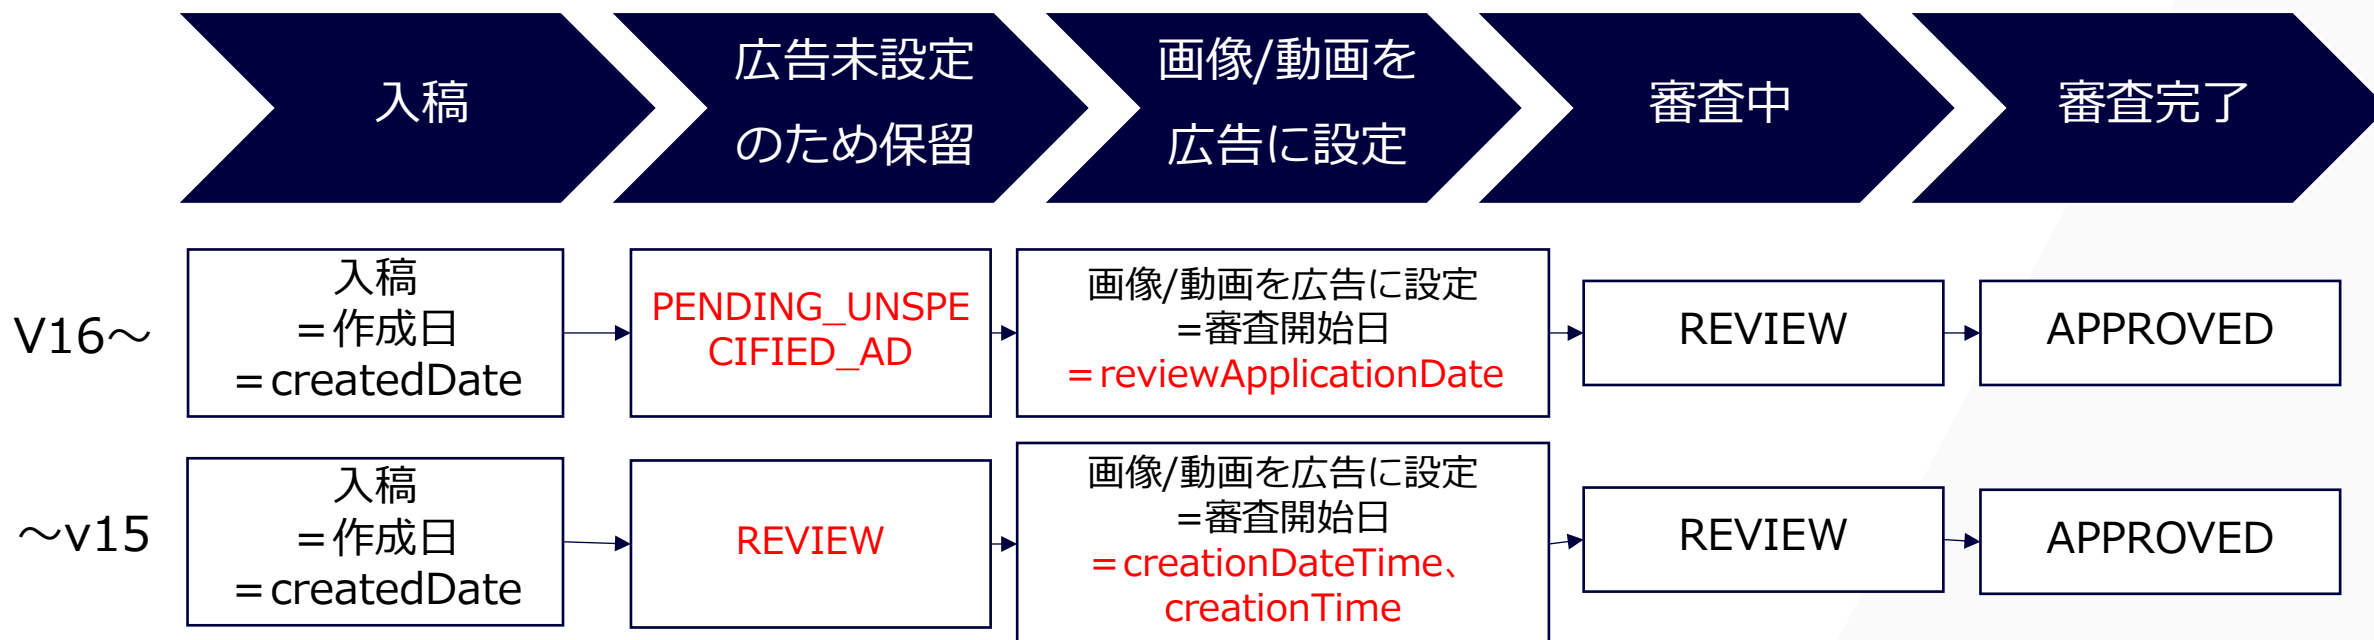 入稿
広告未設定
のため保留
画像/動画を
広告に設定
審査中
審査完了
V16～
入稿
＝作成日
＝createdDate
PENDING_UNSPE
CIFIED_AD
画像/動画を広告に設定
=審査開始日
＝reviewApplicationDate
REVIEW
APPROVED
～v15
入稿
＝作成日
＝createdDate
REVIEW
画像/動画を広告に設定
=審査開始日
＝creationDateTime、
creationTime
REVIEW
APPROVED